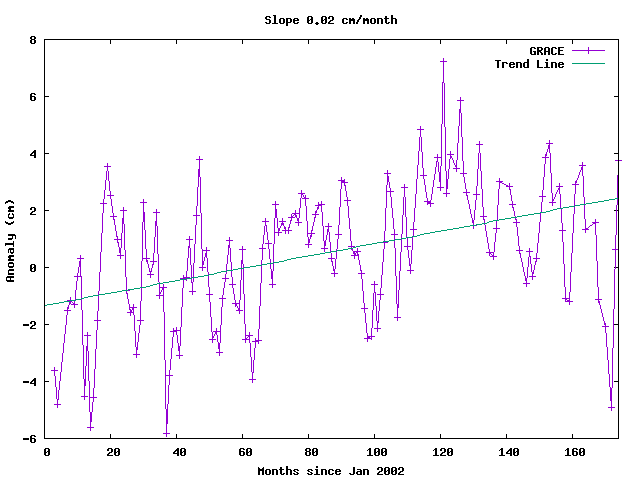 Slope 0.02 cm/month
GRACE
Trend Line
8
6
4
2
0
-2
-4
-6
Anomaly (cm)
0 20 40 60 80 100 120 140 160
Months since Jan 2002